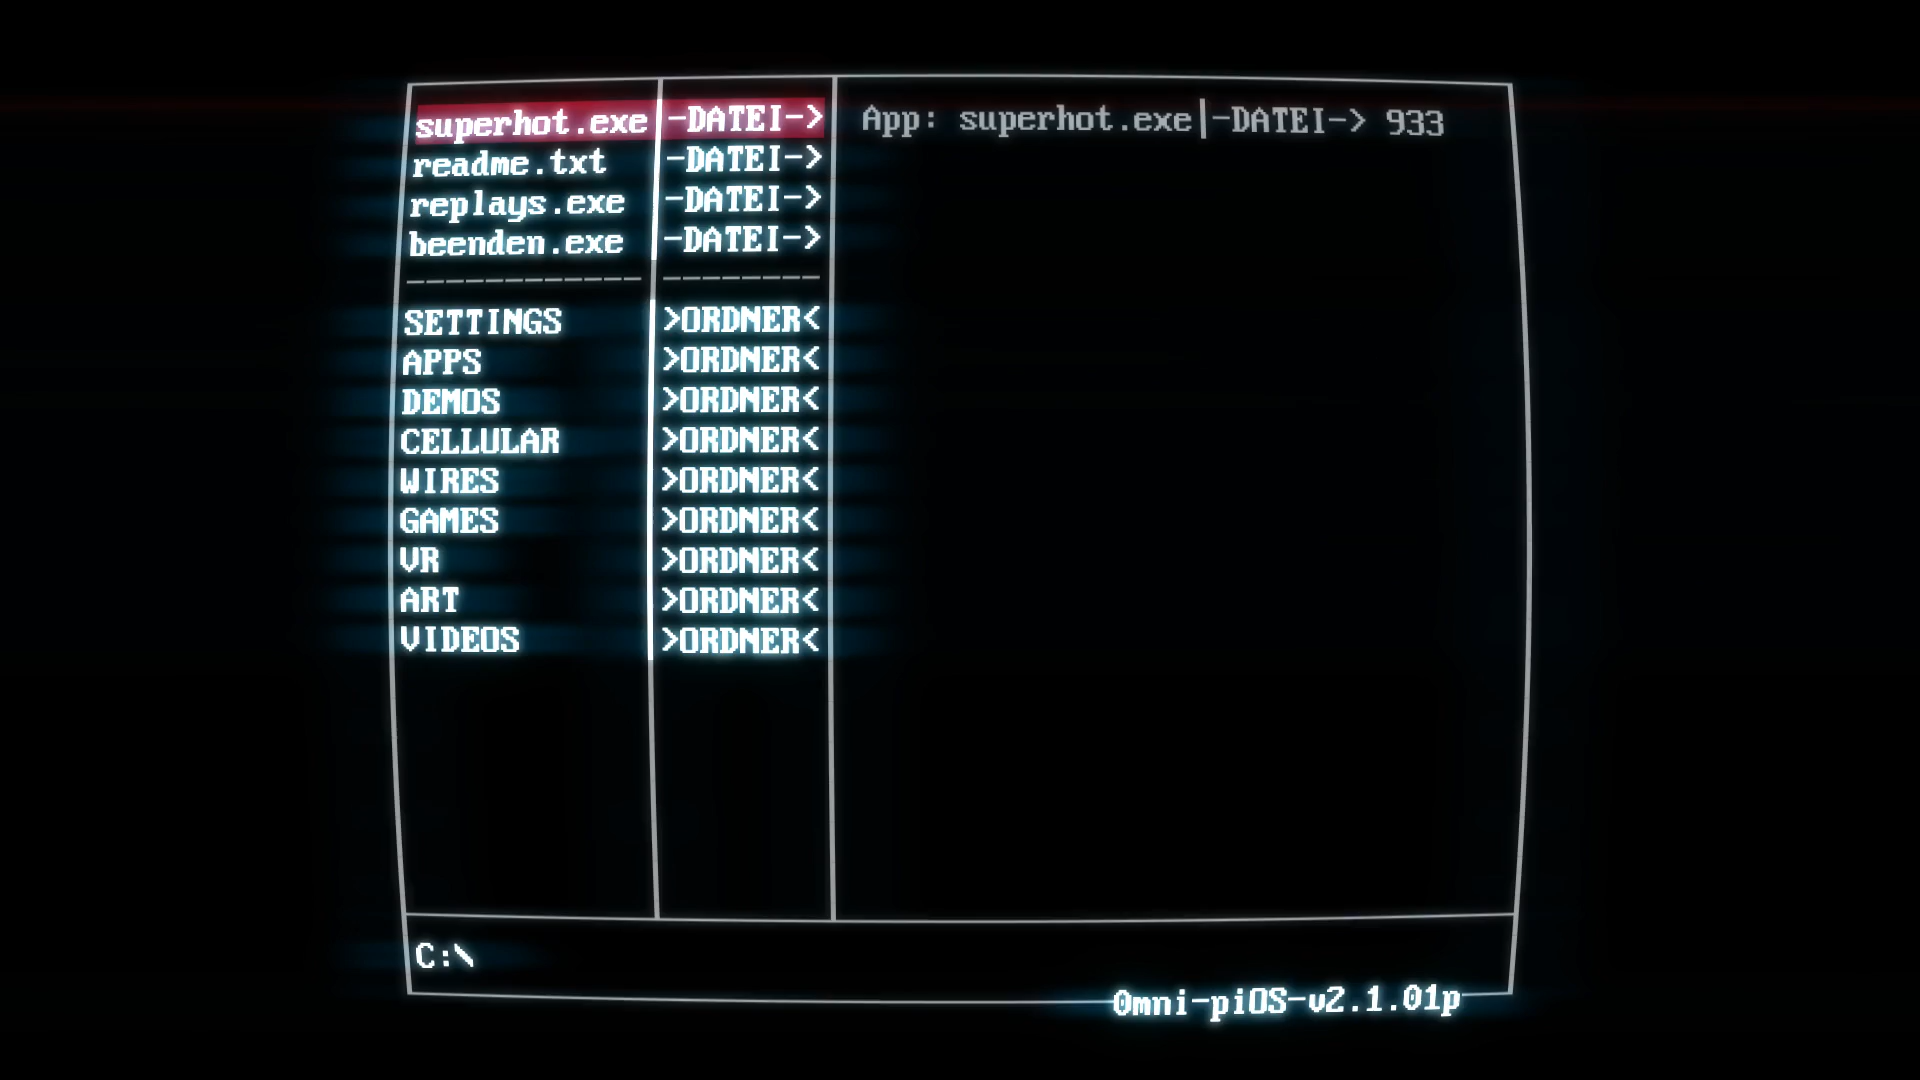 superhot.exe|-DATEI-> App: superhot.exe|-DATEI-> 933
readme.txt |-DATEI->
replays.exe |-DATEI->
beenden.exe |-DATEI->
------------ --------
SETTINGS |>ORDNER<
APPS |>ORDNER<
DEMOS |>ORDNER<
CELLULAR |>ORDNER<
WIRES |>ORDNER<
GAMES |>ORDNER<
VR |>ORDNER<
ART |>ORDNER<
VIDEOS |>ORDNER<
C:\
0mni-piOS-v2.1.01p